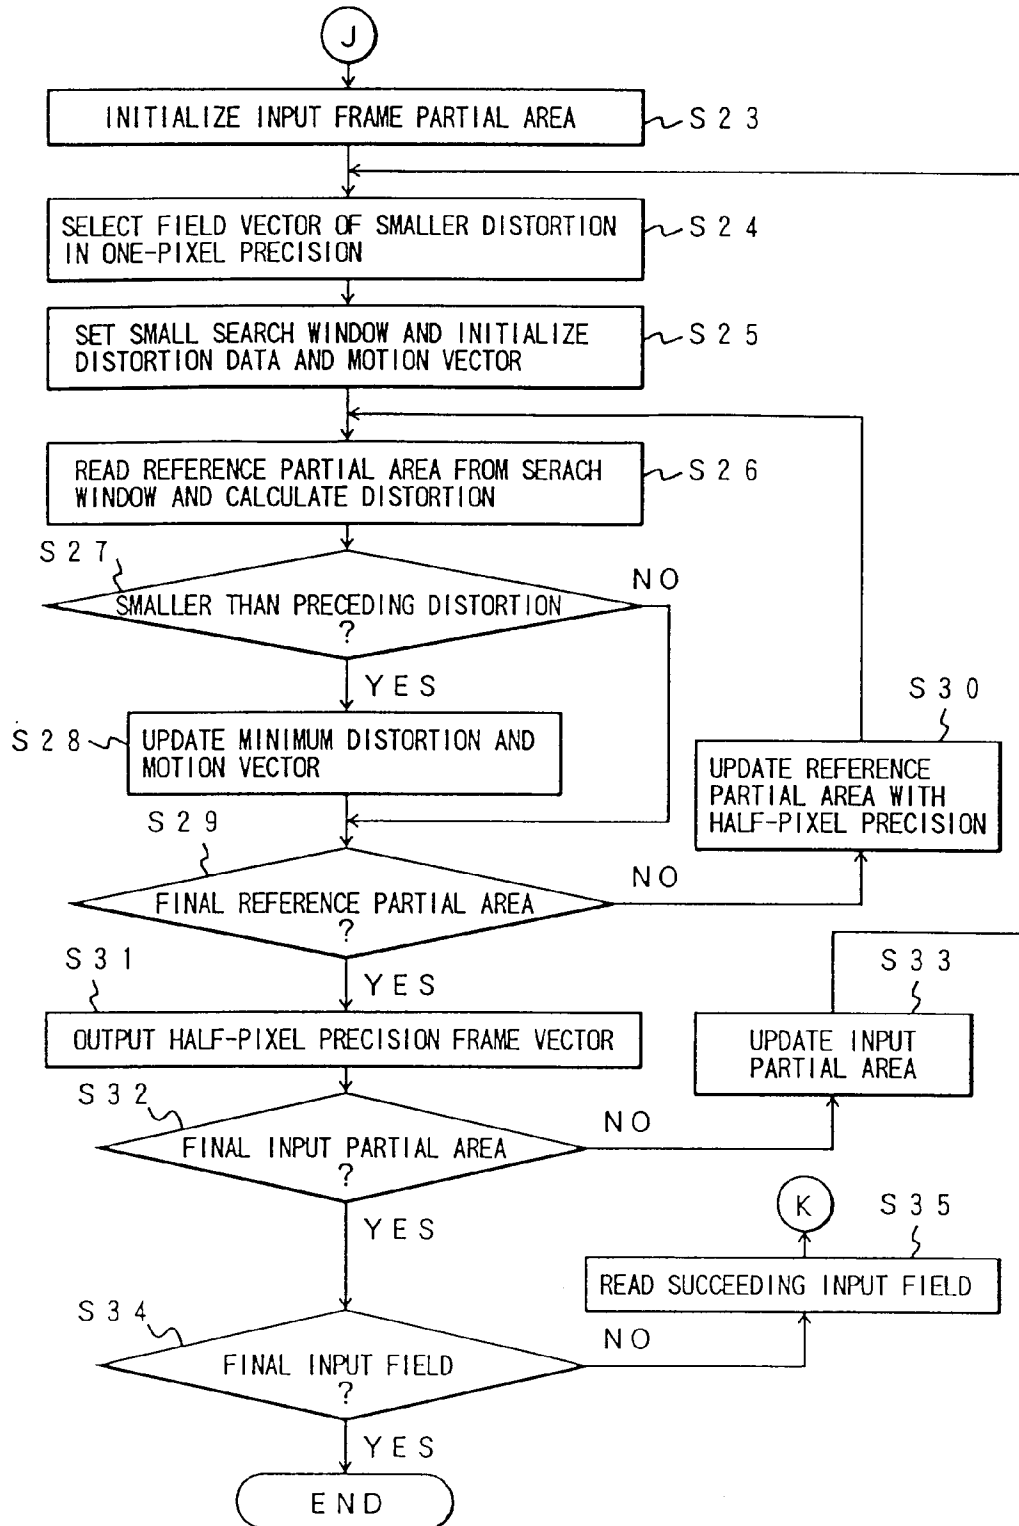 J
INITIALIZE INPUT FRAME PARTIAL AREA
S23
SELECT FIELD VECTOR OF SMALLER DISTORTION
IN ONE-PIXEL PRECISION
S24
SET SMALL SEARCH WINDOW AND INITIALIZE
DISTORTION DATA AND MOTION VECTOR
S25
READ REFERENCE PARTIAL AREA FROM SERACH
WINDOW AND CALCULATE DISTORTION
S26
S27
SMALLER THAN PRECEDING DISTORTION
?
NO
YES
S28
UPDATE MINIMUM DISTORTION AND
MOTION VECTOR
S30
UPDATE REFERENCE
PARTIAL AREA WITH
HALF-PIXEL PRECISION
S29
FINAL REFERENCE PARTIAL AREA
?
NO
YES
S31
OUTPUT HALF-PIXEL PRECISION FRAME VECTOR
S33
UPDATE INPUT
PARTIAL AREA
S32
FINAL INPUT PARTIAL AREA
?
NO
YES
K
S35
READ SUCCEEDING INPUT FIELD
S34
FINAL INPUT FIELD
?
NO
YES
END